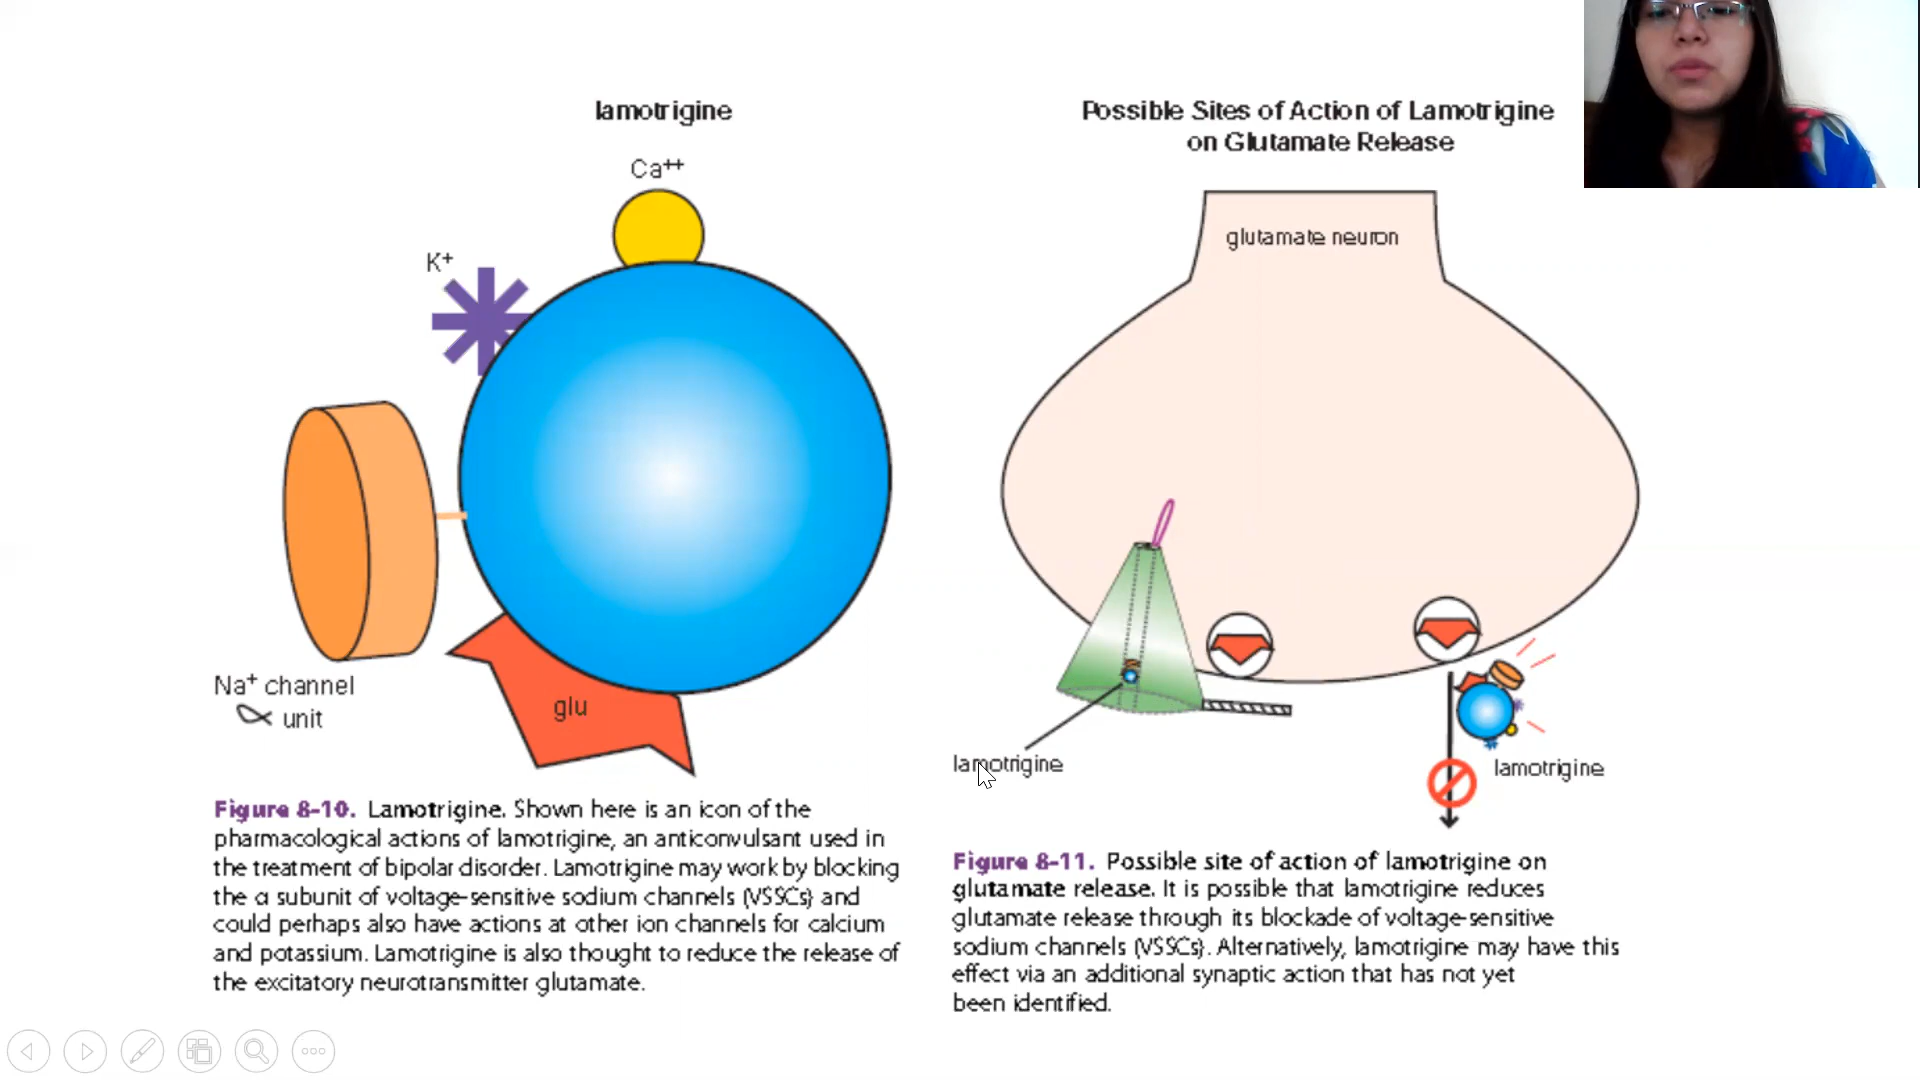 lamotrigine
Ca++
K+
Na+ channel
α unit
glu
Figure 8-10. Lamotrigine. Shown here is an icon of the
pharmacological actions of lamotrigine, an anticonvulsant used in
the treatment of bipolar disorder. Lamotrigine may work by blocking
the α subunit of voltage-sensitive sodium channels (VSSCs) and
could perhaps also have actions at other ion channels for calcium
and potassium. Lamotrigine is also thought to reduce the release of
the excitatory neurotransmitter glutamate.
Possible Sites of Action of Lamotrigine
on Glutamate Release
glutamate neuron
lamotrigine
lamotrigine
Figure 8-11. Possible site of action of lamotrigine on
glutamate release. It is possible that lamotrigine reduces
glutamate release through its blockade of voltage-sensitive
sodium channels (VSSCs). Alternatively, lamotrigine may have this
effect via an additional synaptic action that has not yet
been identified.